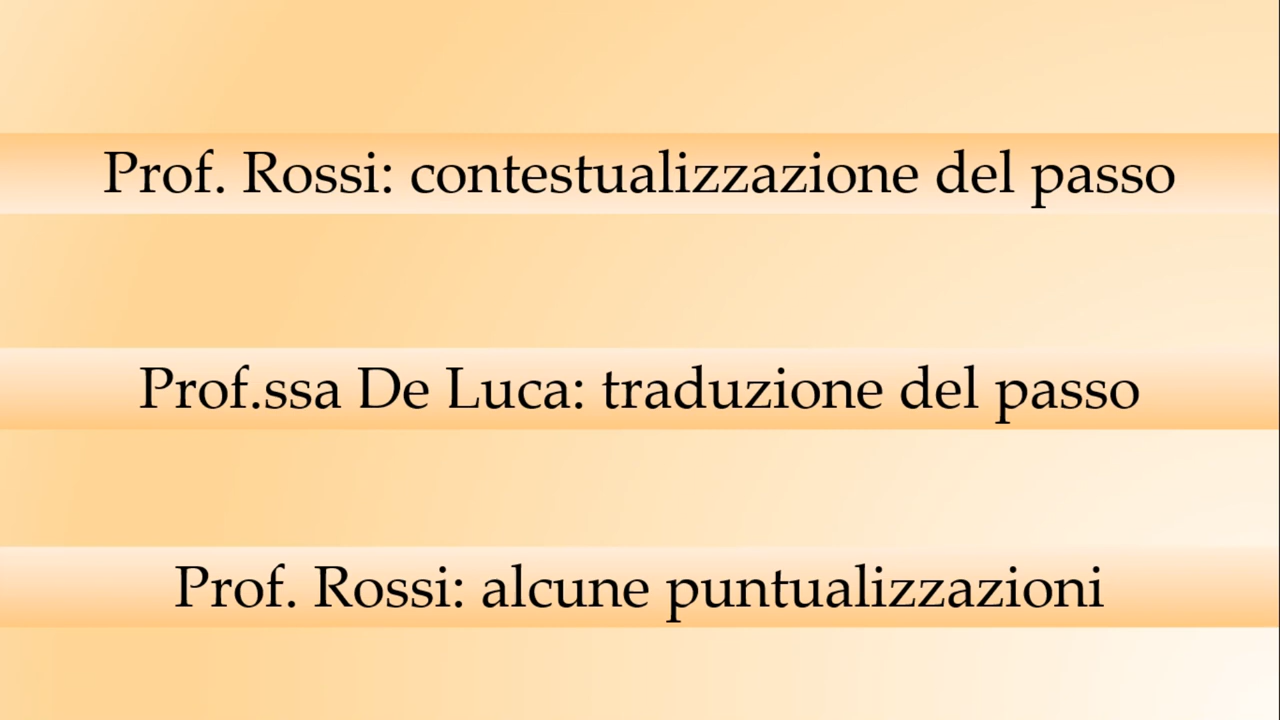 Prof. Rossi: contestualizzazione del passo
Prof.ssa De Luca: traduzione del passo
Prof. Rossi: alcune puntualizzazioni